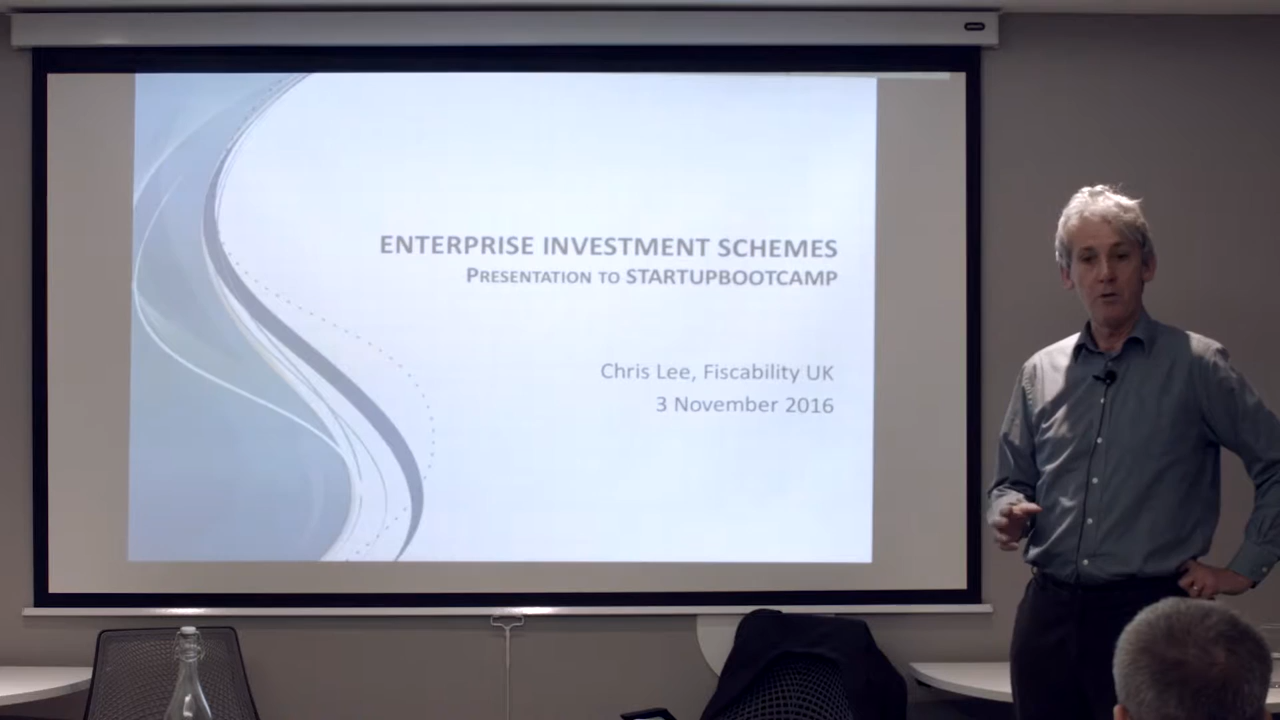 ENTERPRISE INVESTMENT SCHEMES
PRESENTATION TO STARTUPBOOTCAMP
Chris Lee, Fiscability UK
3 November 2016